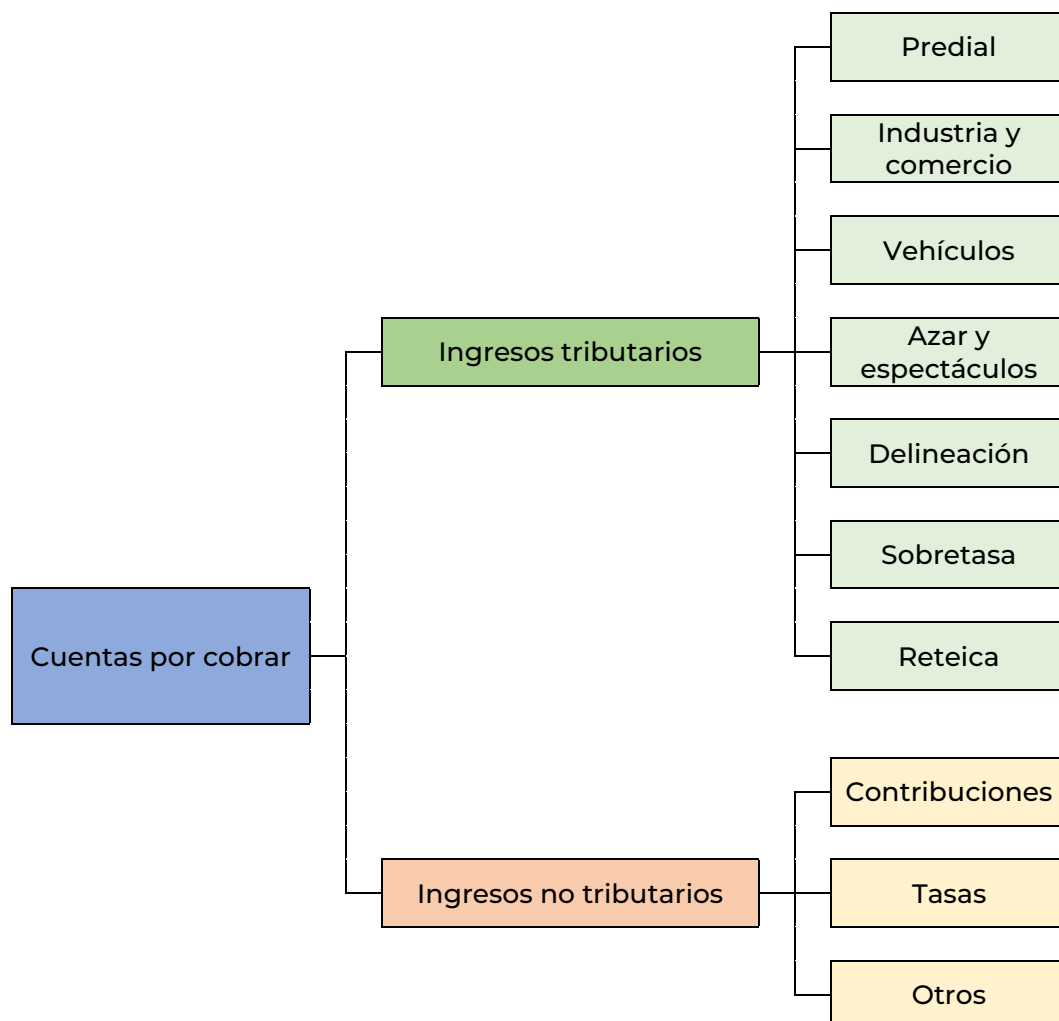 Cuentas por cobrar
Ingresos tributarios
Predial
Industria y
comercio
Vehículos
Azar y
espectáculos
Delineación
Sobretasa
Reteica
Ingresos no tributarios
Contribuciones
Tasas
Otros